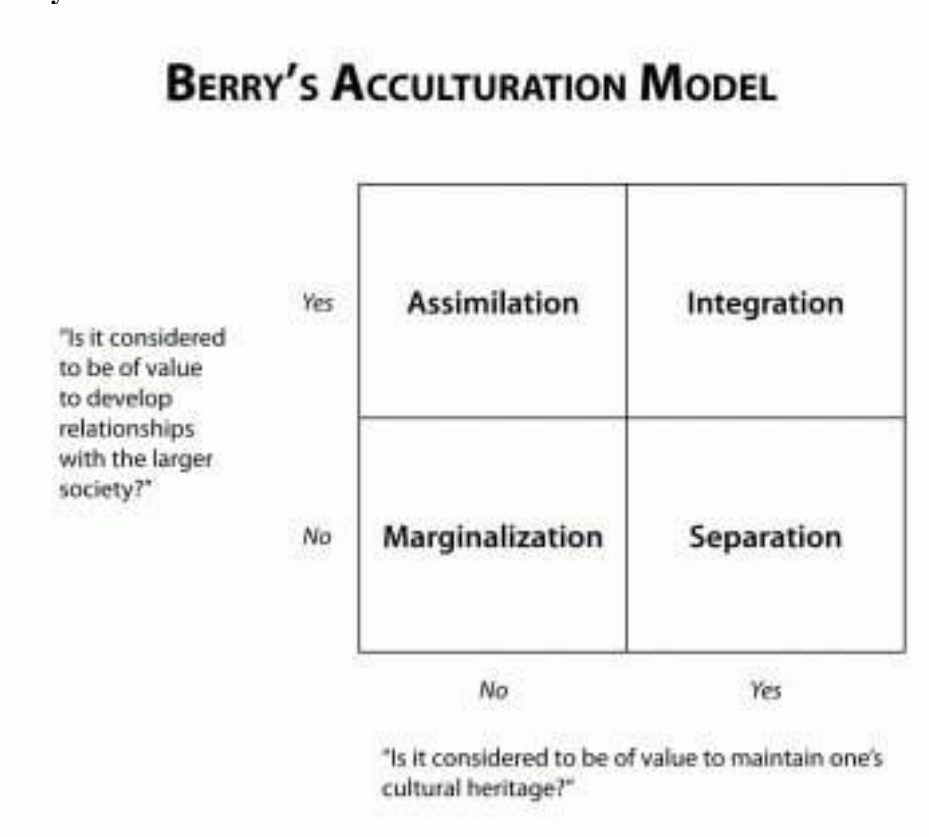 BERRY'S ACCULTURATION MODEL
Yes
Assimilation
Integration
"Is it considered
to be of value
to develop
relationships
with the larger
society?"
No
Marginalization
Separation
No
Yes
"Is it considered to be of value to maintain one's
cultural heritage?"